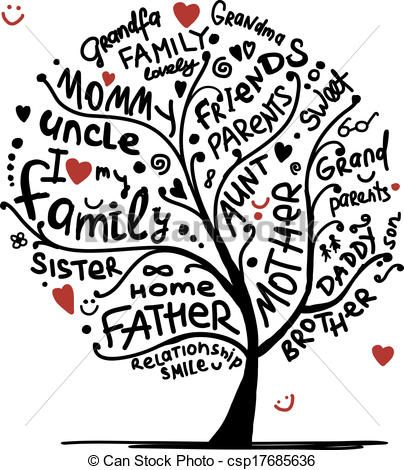 Grandfa
Grandma
FAMILY
lovely
FRIENDS
MOMMY
PARENTS
Sweet
uncle
I my
family
AUNT
Grand
parents
MOTHER
SISTER
DADDY
son
HOME
FATHER
BROTHER
Relationship
SMILE
© Can Stock Photo - csp17685636